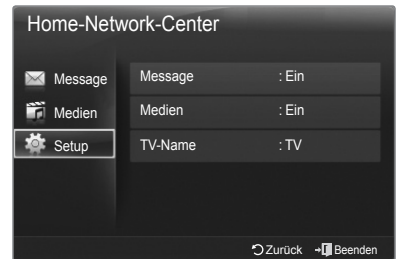 Home-Network-Center
Message
Medien
Setup
Message : Ein
Medien : Ein
TV-Name : TV
Zurück Beenden